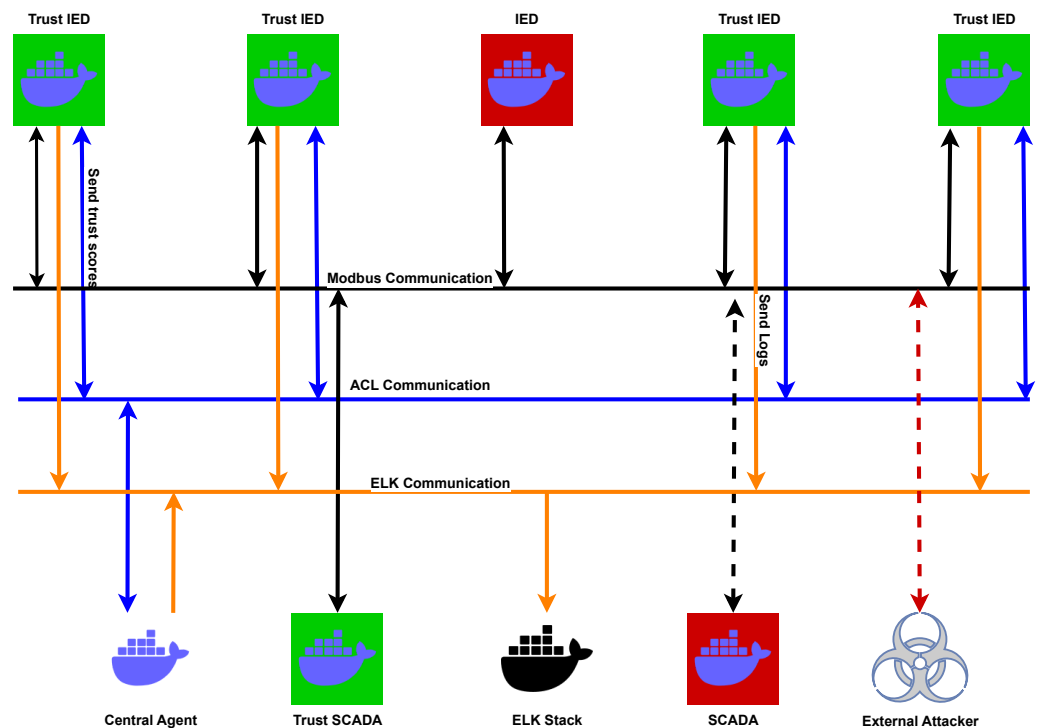 Trust IED
Trust IED
IED
Trust IED
Trust IED
Send trust scores
Modbus Communication
Send Logs
ACL Communication
ELK Communication
Central Agent
Trust SCADA
ELK Stack
SCADA
External Attacker